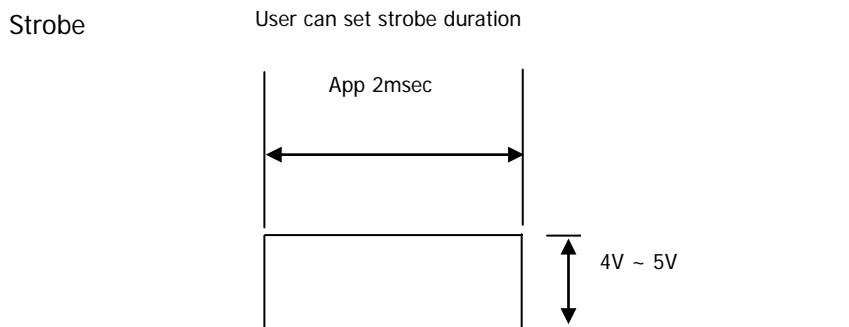 Strobe
User can set strobe duration
App 2msec
4V ~ 5V